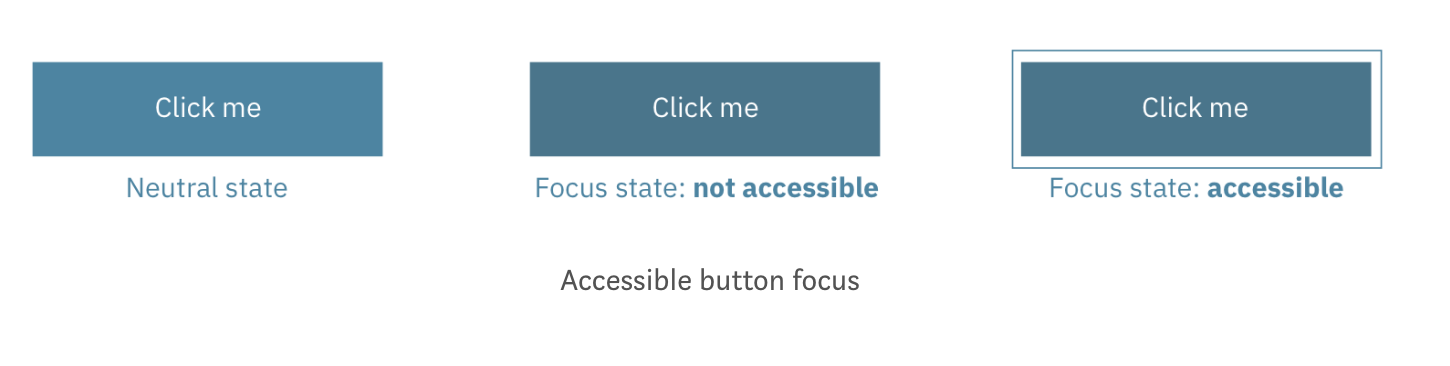 Click me
Click me
Click me
Neutral state
Focus state: not accessible
Focus state: accessible
Accessible button focus